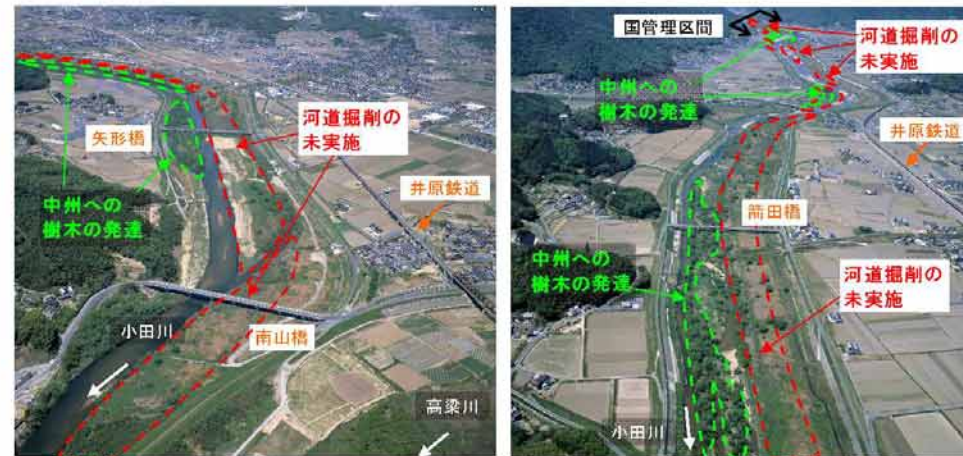 河道掘削の
未実施
矢形橋
井原鉄道
中州への
樹木の発達
小田川
南山橋
高梁川
国管理区間
河道掘削の
未実施
中州への
樹木の発達
井原鉄道
箭田橋
中州への
樹木の発達
河道掘削の
未実施
小田川